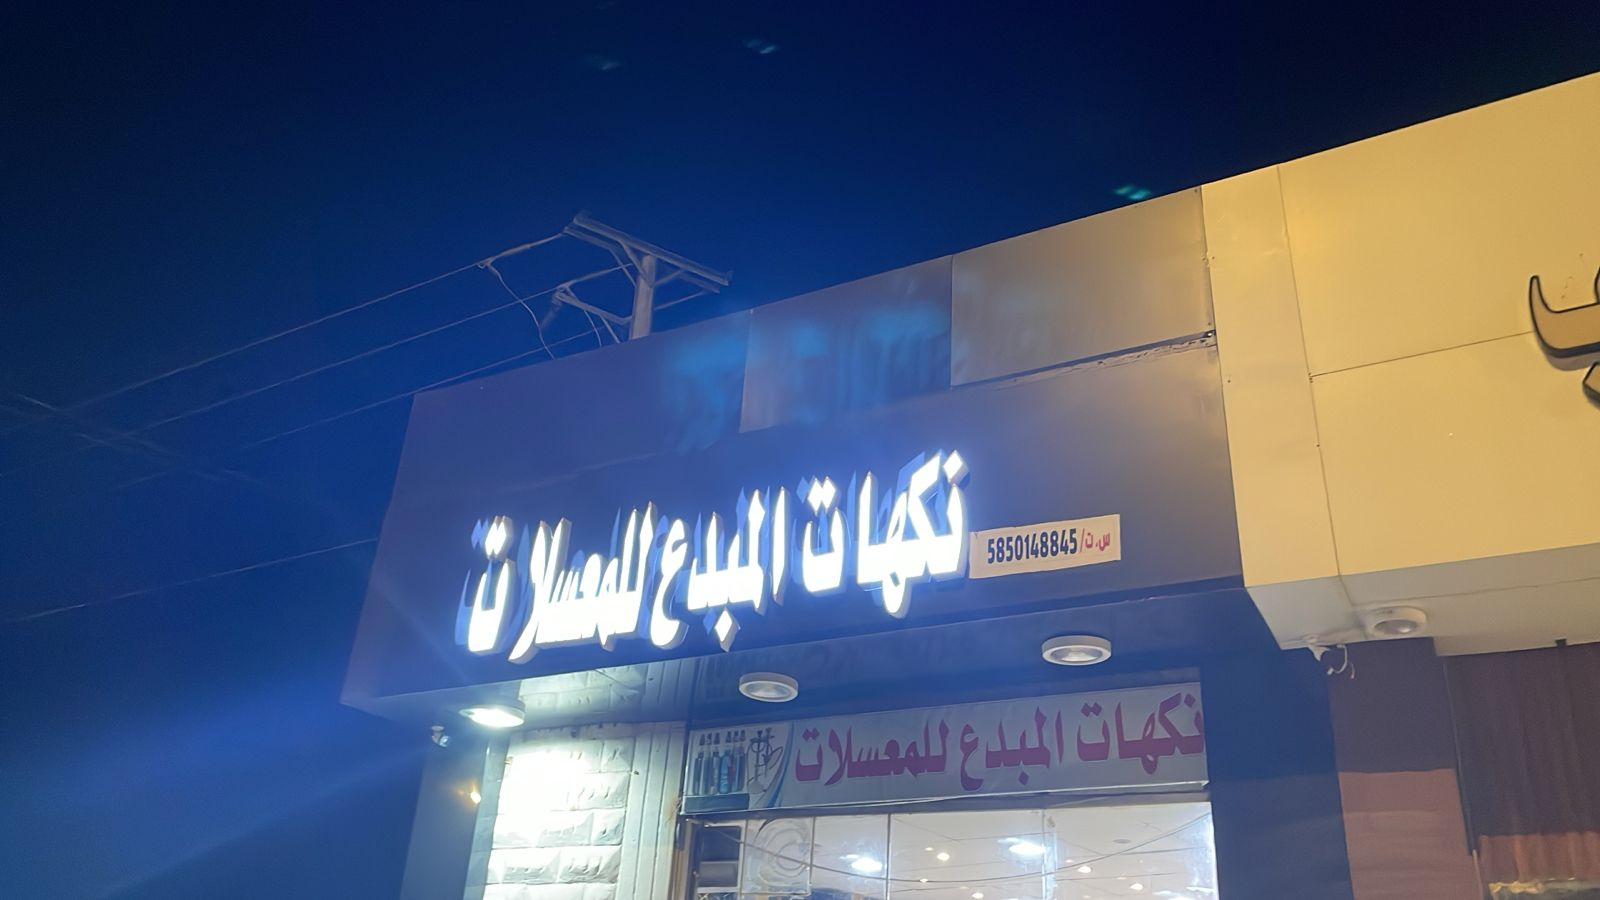 نكهات المبدع للمعسلات
س.ت/ 5850148845
نكهات المبدع للمعسلات